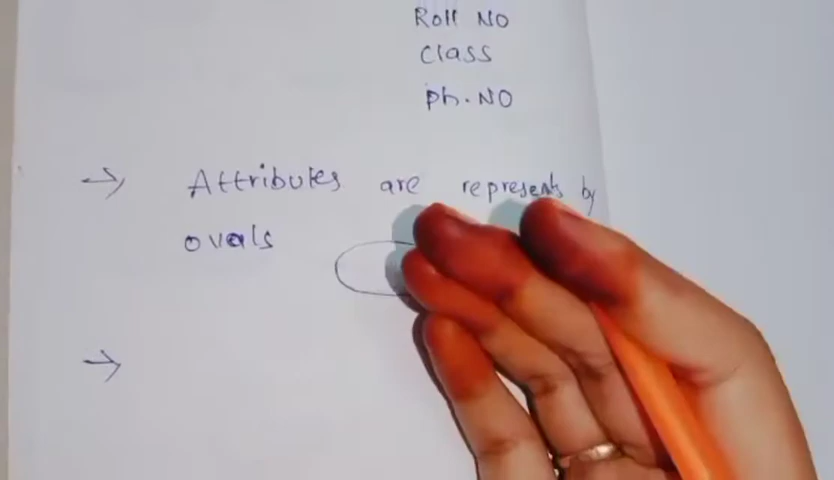 Roll NO
Class
ph.NO
→ Attributes are represents by
ovals
→